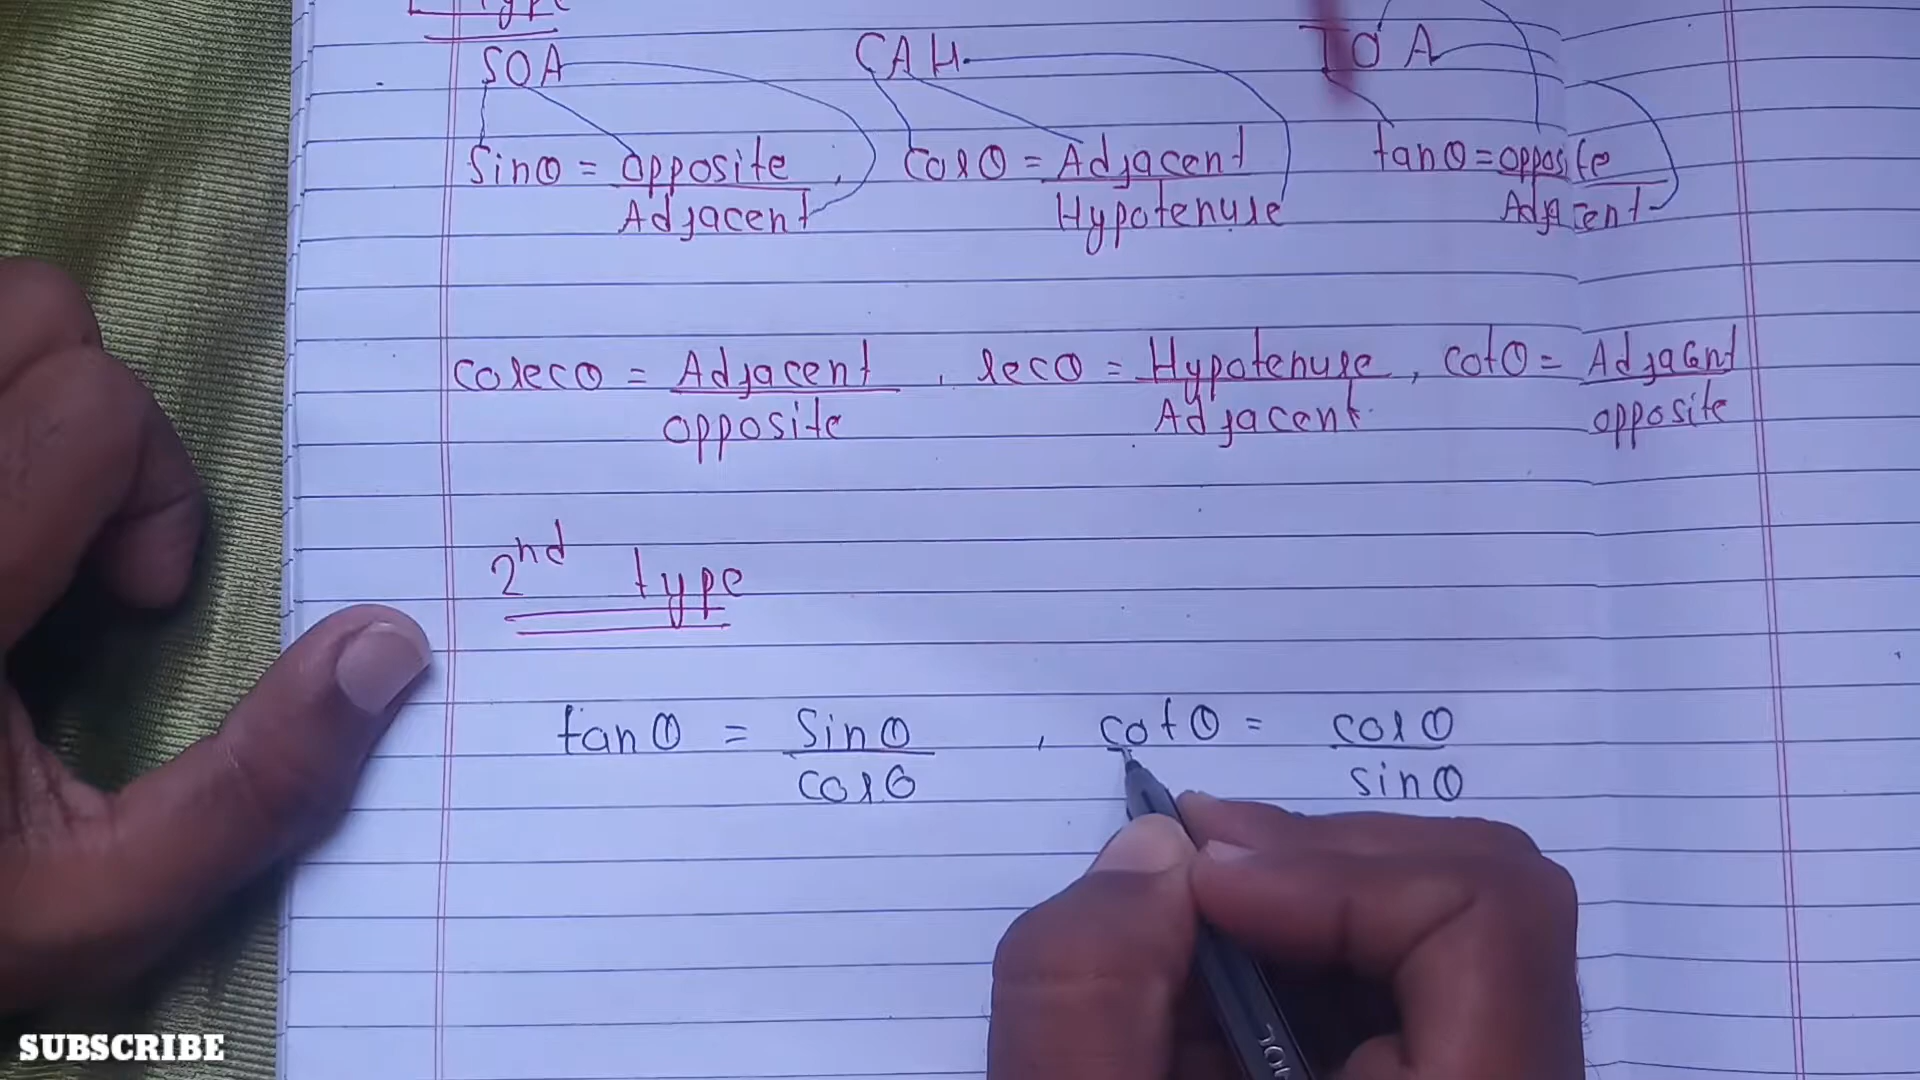 type
SOA CAH TOA
Sinθ = opposite / Adjacent , cosθ = Adjacent / Hypotenuse tanθ = opposite / Adjacent
cosecθ = Adjacent / opposite , secθ = Hypotenuse / Adjacent , cotθ = Adjacent / opposite
2nd type
tanθ = Sinθ / cosθ , cotθ = cosθ / sinθ
SUBSCRIBE